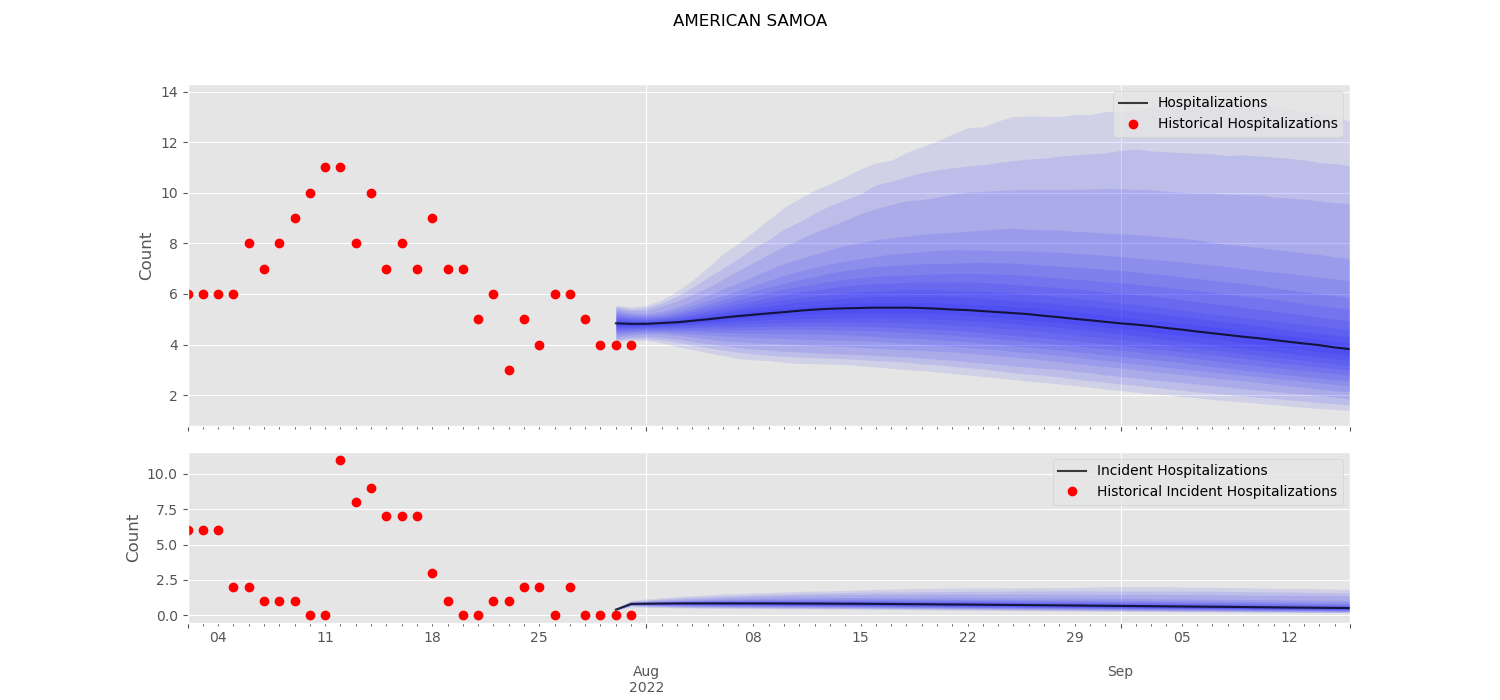 AMERICAN SAMOA
14
12
10
8
6
4
2
Count
Hospitalizations
Historical Hospitalizations
10.0
7.5
5.0
2.5
0.0
Count
Incident Hospitalizations
Historical Incident Hospitalizations
04 11 18 25 08 15 22 29 05 12
Aug Sep
2022